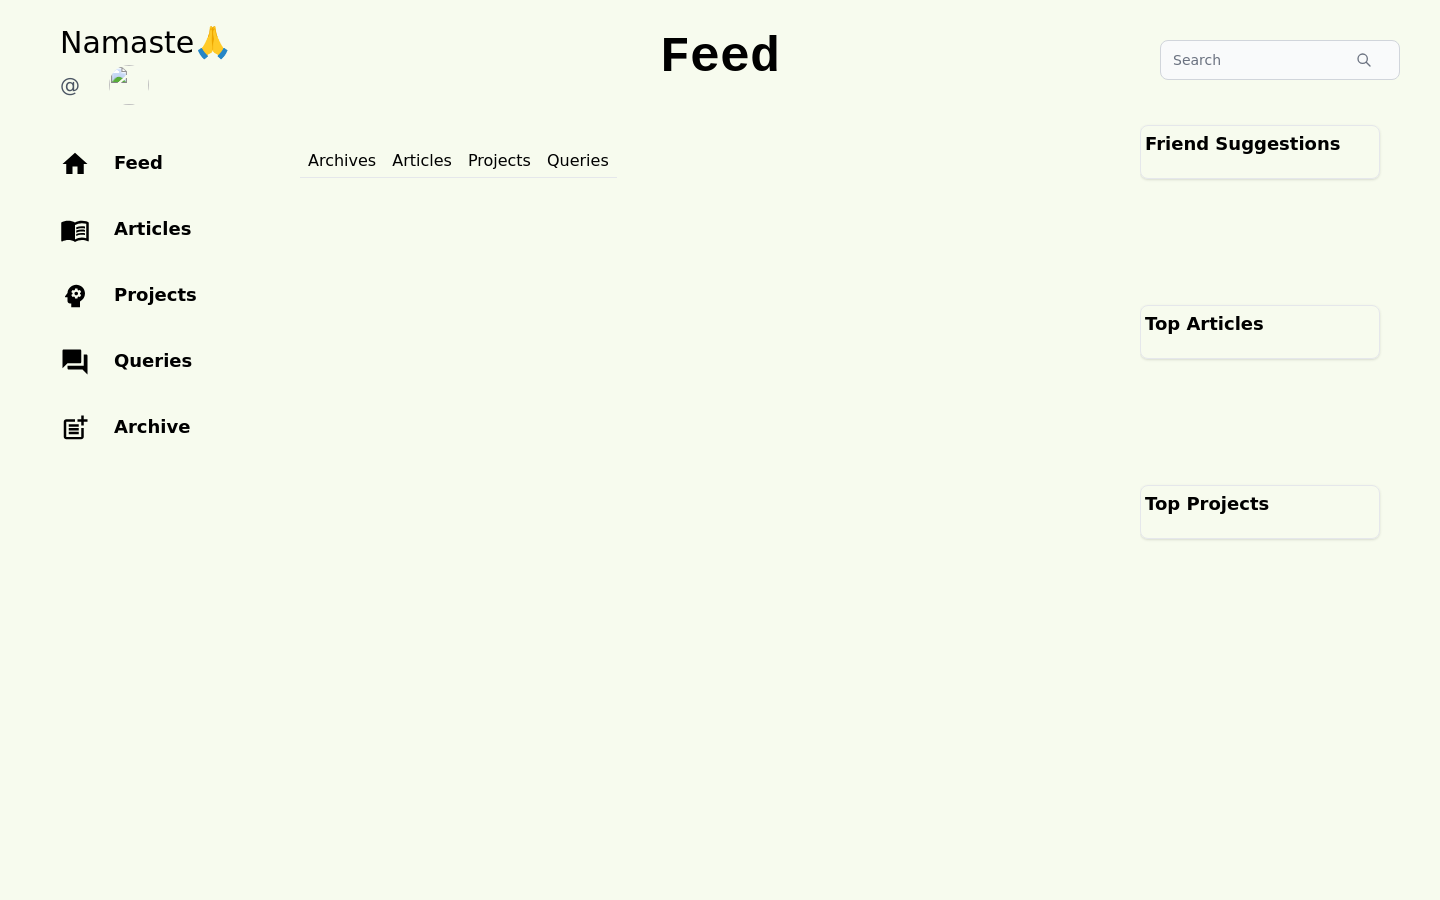 Namaste🙏
@
Feed
Search
Feed
Articles
Projects
Queries
Archive
Archives Articles Projects Queries
Friend Suggestions
Top Articles
Top Projects